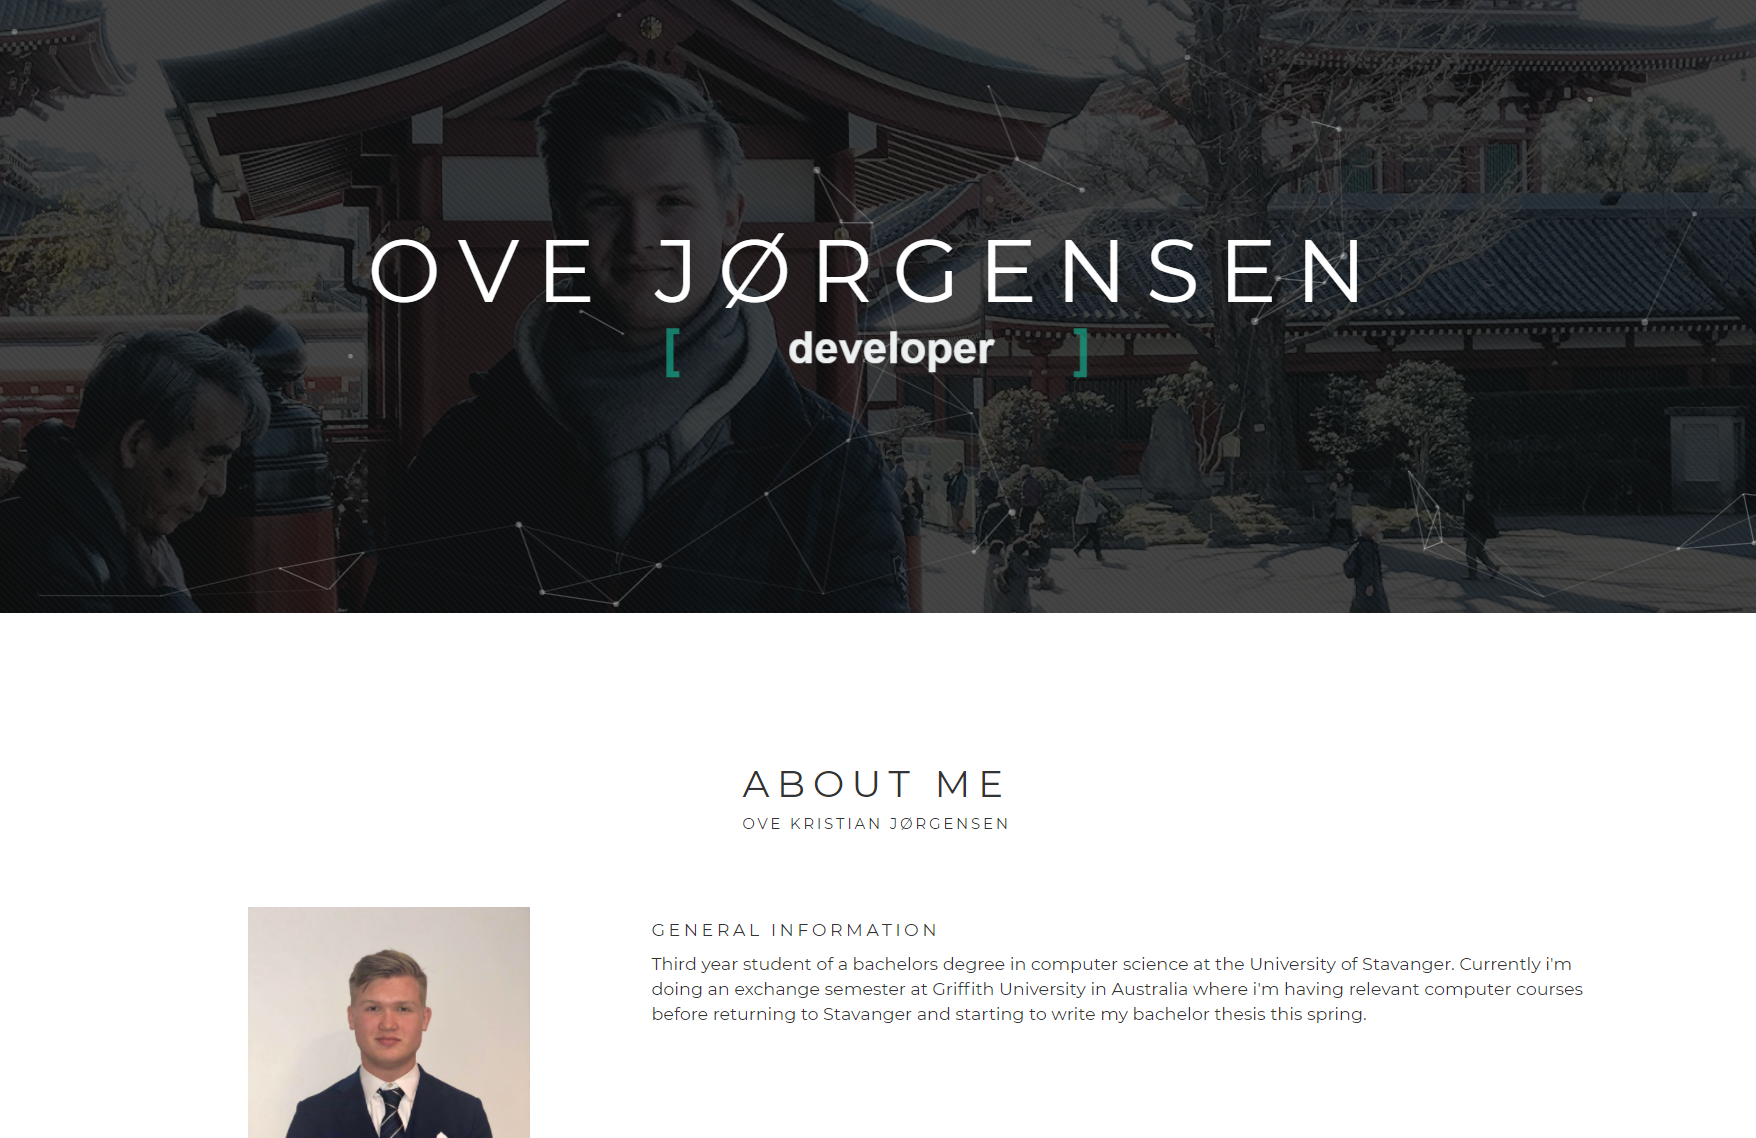 OVE JØRGENSEN
[ developer ]
ABOUT ME
OVE KRISTIAN JØRGENSEN
GENERAL INFORMATION
Third year student of a bachelors degree in computer science at the University of Stavanger. Currently i'm
doing an exchange semester at Griffith University in Australia where i'm having relevant computer courses
before returning to Stavanger and starting to write my bachelor thesis this spring.